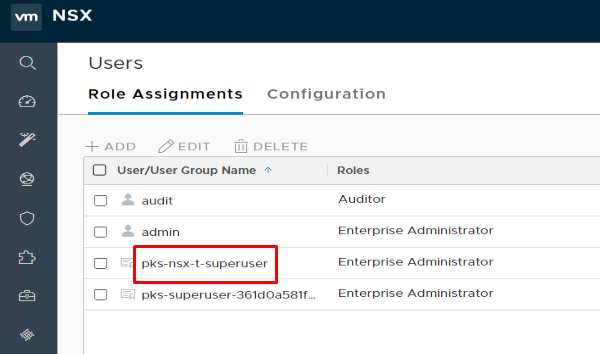 vm NSX
Users
Role Assignments Configuration
ADD EDIT DELETE
User/User Group Name Roles
audit Auditor
admin Enterprise Administrator
pks-nsx-t-superuser Enterprise Administrator
pks-superuser-361d0a581f... Enterprise Administrator